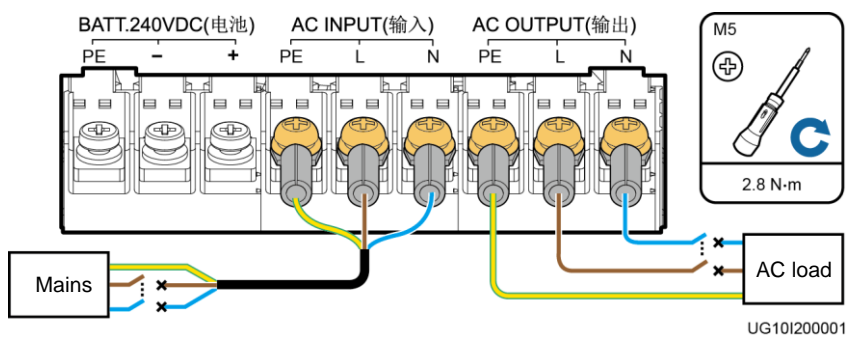 BATT.240VDC(电池) AC INPUT(输入) AC OUTPUT(输出)
PE − + PE L N PE L N
M5
2.8 N·m
Mains
AC load
UG10I200001